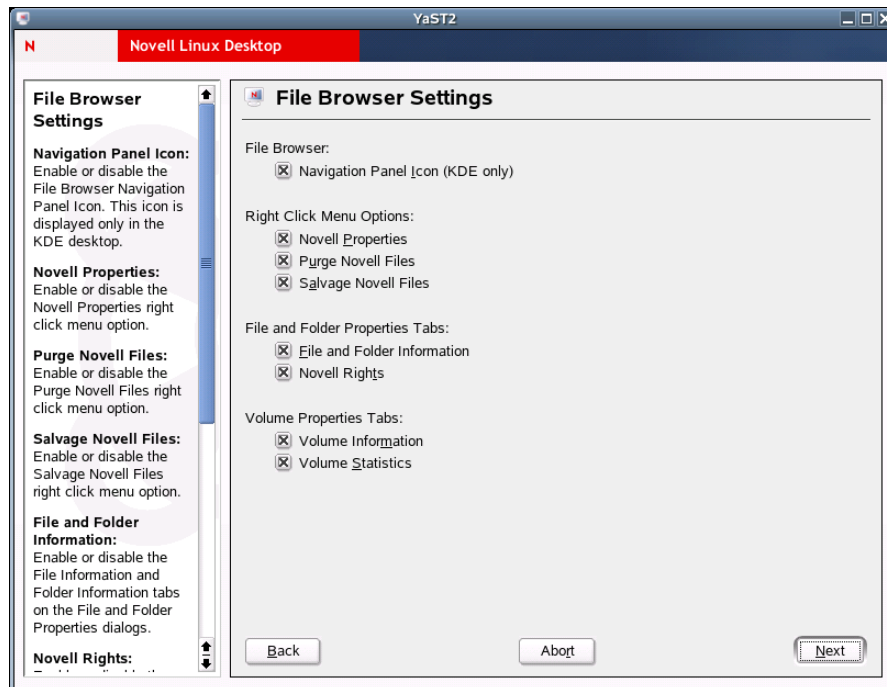 YaST2
N Novell Linux Desktop
File Browser
Settings
Navigation Panel Icon:
Enable or disable the
File Browser Navigation
Panel Icon. This icon is
displayed only in the
KDE desktop.
Novell Properties:
Enable or disable the
Novell Properties right
click menu option.
Purge Novell Files:
Enable or disable the
Purge Novell Files right
click menu option.
Salvage Novell Files:
Enable or disable the
Salvage Novell Files
right click menu option.
File and Folder
Information:
Enable or disable the
File Information and
Folder Information tabs
on the File and Folder
Properties dialogs.
Novell Rights:
File Browser Settings
File Browser:
Navigation Panel Icon (KDE only)
Right Click Menu Options:
Novell Properties
Purge Novell Files
Salvage Novell Files
File and Folder Properties Tabs:
File and Folder Information
Novell Rights
Volume Properties Tabs:
Volume Information
Volume Statistics
Back
Abort
Next